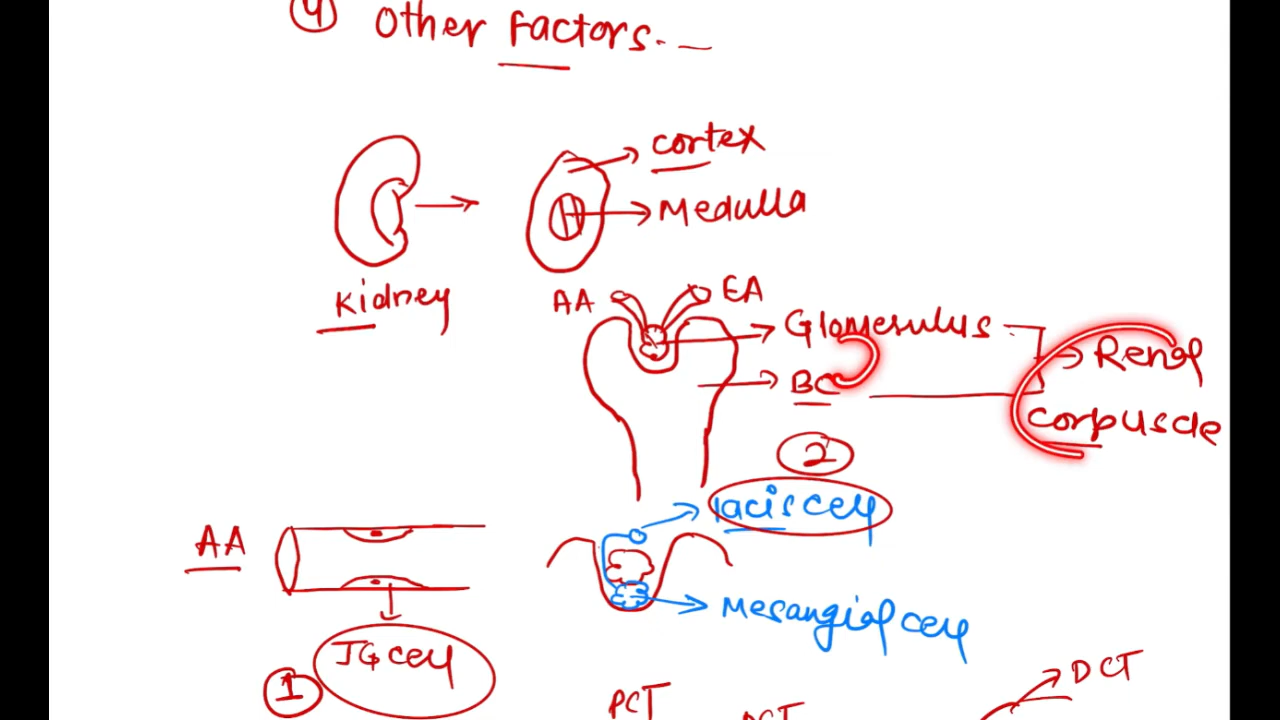 ④ Other Factors. —
cortex
Medulla
Kidney
AA
EA
Glomerulus
BC
Renal
corpuscle
②
lacis cell
AA
Mesangial cell
JG cell
①
PCT
DCT